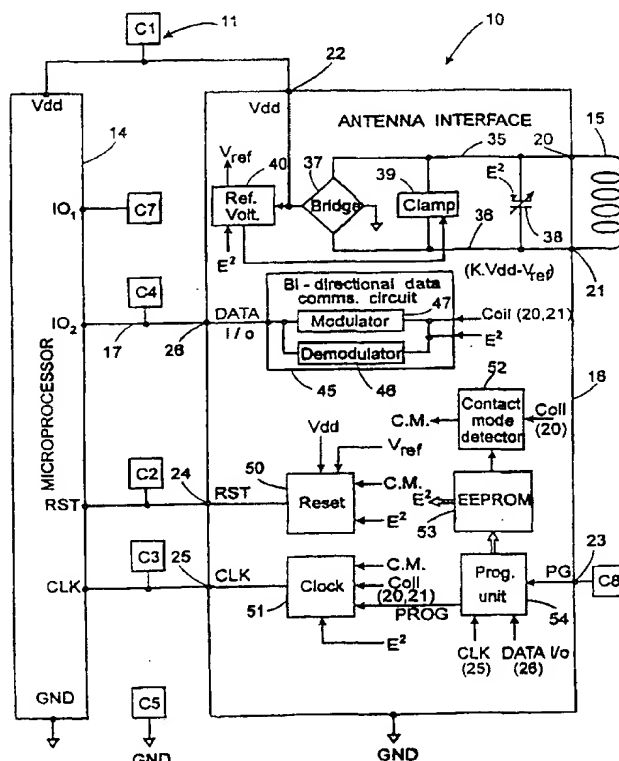 C1
11
10
22
Vdd
Vdd
14
ANTENNA INTERFACE
35
20
15
Vref
40
37
39
E²
Ref.
Volt.
Bridge
Clamp
38
IO₁
C7
E²
36
(K.Vdd-Vref)
21
C4
Bi-directional data
comms. circuit
47
IO₂
17
26
DATA
I/o
Modulator
Coil (20,21)
Demodulator
E²
45
46
16
52
MICROPROCESSOR
C.M.
Contact
mode
detector
Coil
(20)
Vdd
Vref
C2
24
50
RST
RST
Reset
C.M.
E²
E²
EEPROM
53
C3
25
CLK
CLK
Clock
51
C.M.
Coil
(20,21)
PROG
E²
Prog.
unit
PG
23
C8
54
CLK
(25)
DATA I/o
(26)
GND
C5
GND
GND